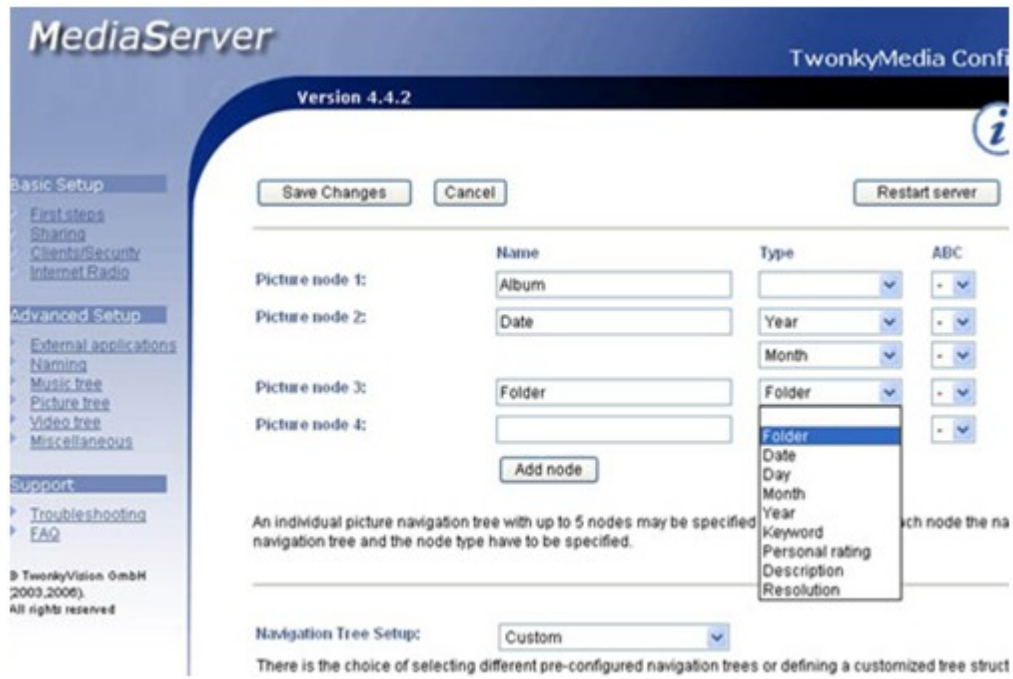 MediaServer
TwonkyMedia Confi
Version 4.4.2
i
Basic Setup
First steps
Sharing
Clients/Security
Internet Radio
Advanced Setup
External applications
Naming
Music tree
Picture tree
Video tree
Miscellaneous
Support
Troubleshooting
FAQ
© TwonkyVision GmbH
(2003,2006).
All rights reserved
Save Changes Cancel Restart server
Name Type ABC
Picture node 1: Album -
Picture node 2: Date Year -
Month -
Picture node 3: Folder Folder -
Picture node 4: -
Folder
Date
Day
Month
Year
Keyword
Personal rating
Description
Resolution
Add node
An individual picture navigation tree with up to 5 nodes may be specified ch node the na
navigation tree and the node type have to be specified.
Navigation Tree Setup: Custom
There is the choice of selecting different pre-configured navigation trees or defining a customized tree struct